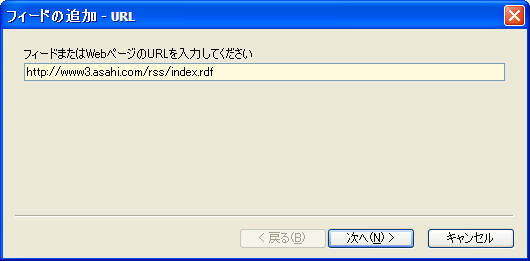 フィードの追加 - URL
フィードまたはWebページのURLを入力してください
http://www3.asahi.com/rss/index.rdf
< 戻る(B)
次へ(N) >
キャンセル